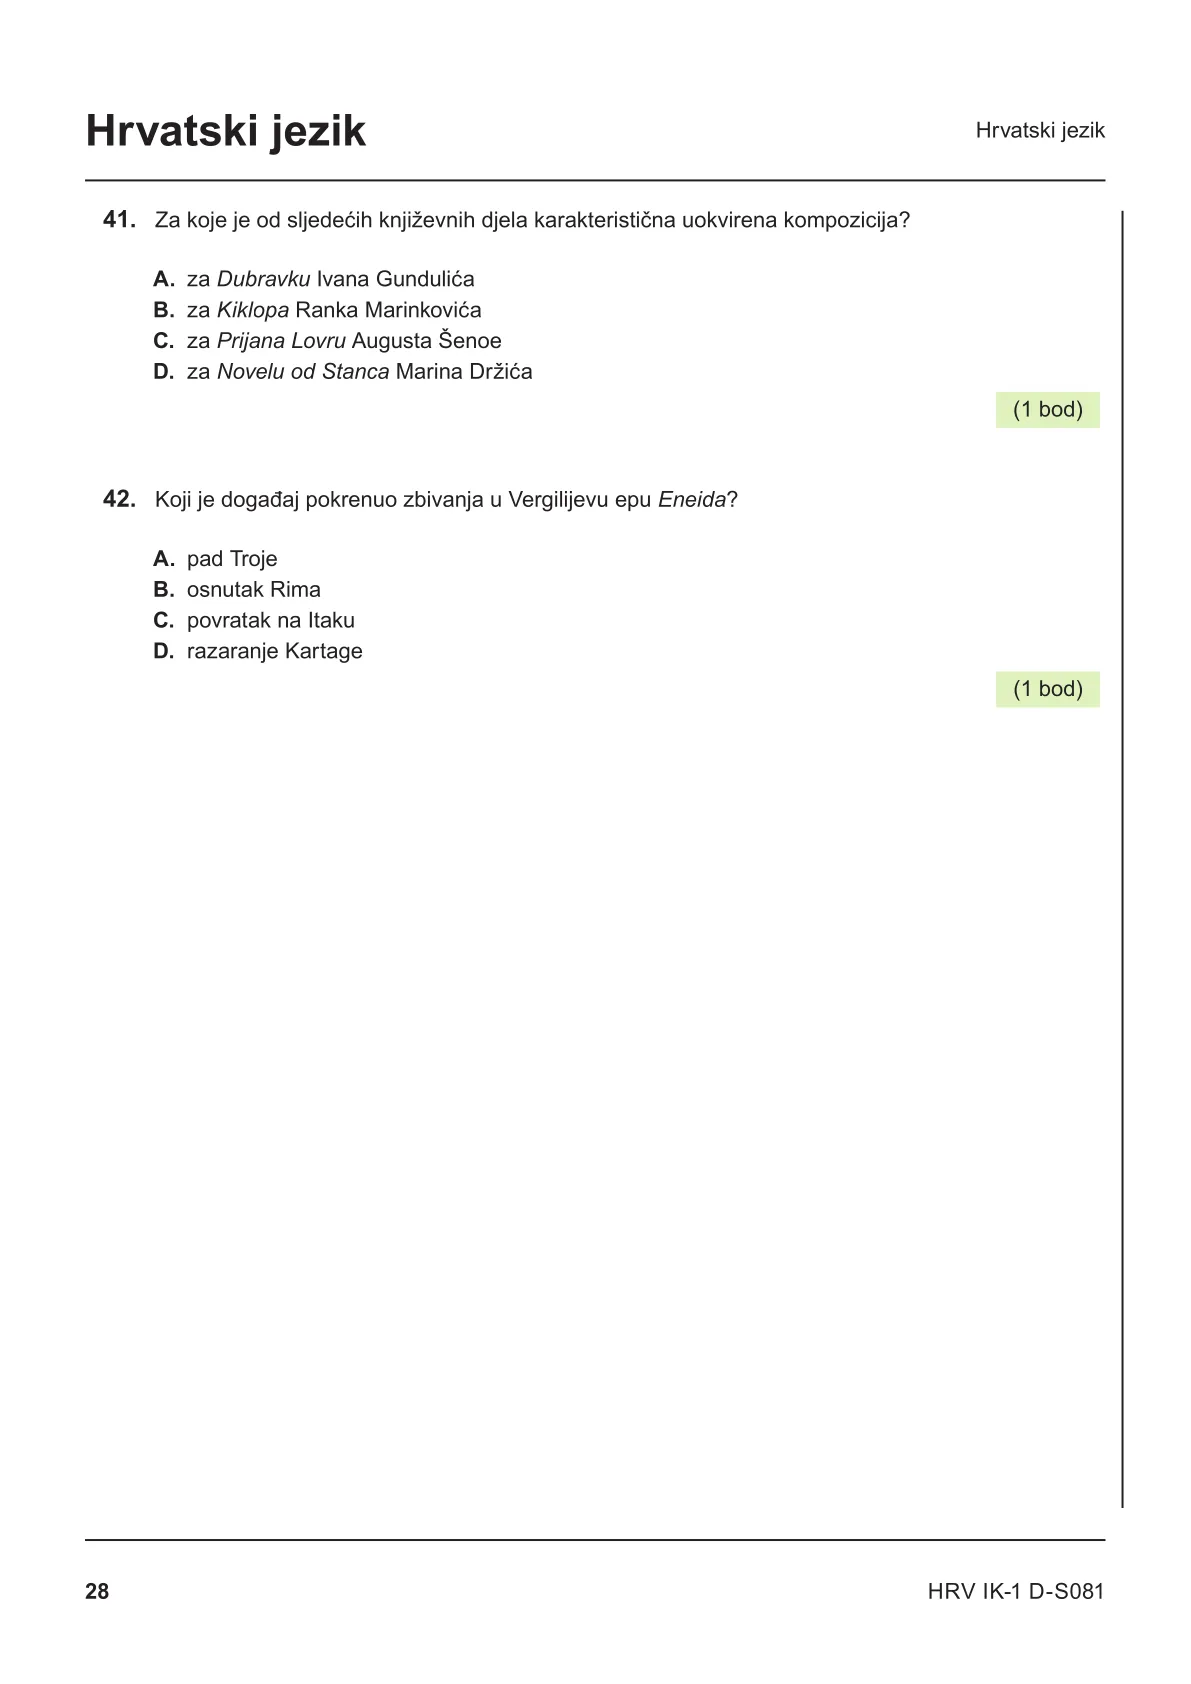 Hrvatski jezik
Hrvatski jezik
41. Za koje je od sljedećih književnih djela karakteristična uokvirena kompozicija?
A. za Dubravku Ivana Gundulića
B. za Kiklopa Ranka Marinkovića
C. za Prijana Lovru Augusta Šenoe
D. za Novelu od Stanca Marina Držića
(1 bod)
42. Koji je događaj pokrenuo zbivanja u Vergilijevu epu Eneida?
A. pad Troje
B. osnutak Rima
C. povratak na Itaku
D. razaranje Kartage
(1 bod)
28
HRV IK-1 D-S081